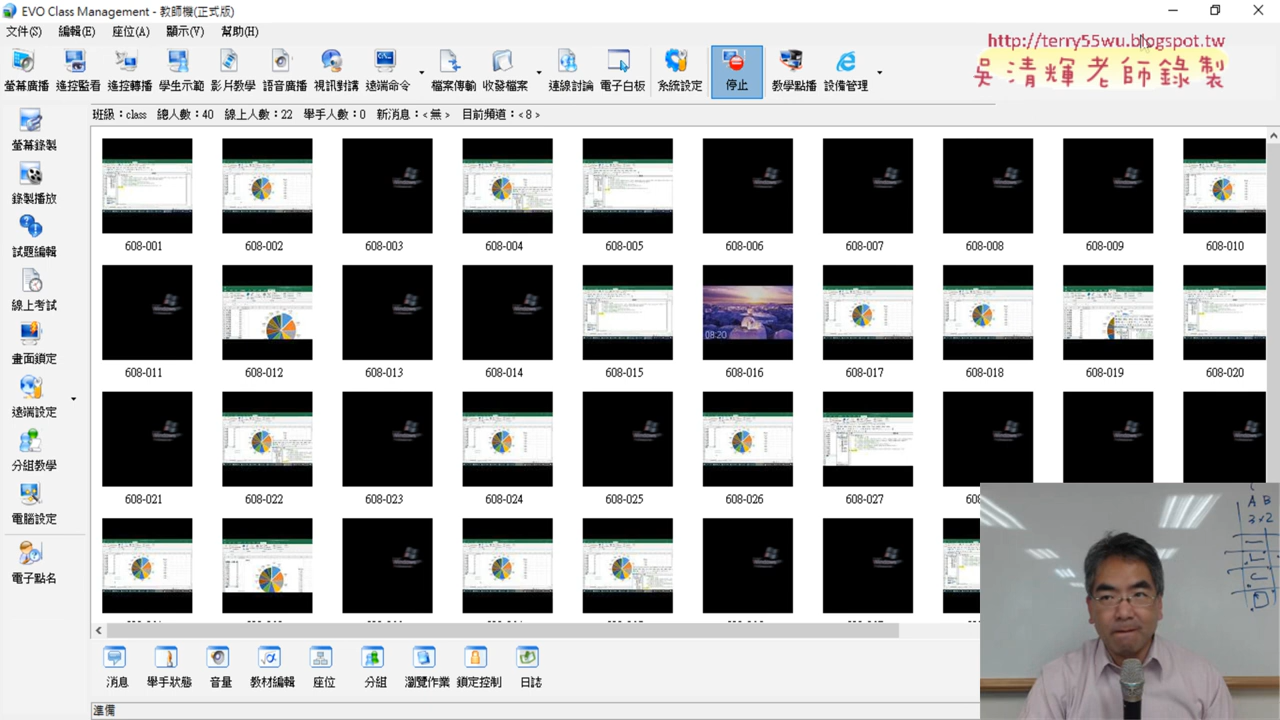 EVO Class Management - 教師機(正式版)
文件(S) 編輯(E) 座位(A) 顯示(V) 幫助(H)
http://terry55wu.blogspot.tw
吳清輝老師錄製
螢幕廣播 遙控監看 遙控轉播 學生示範 影片教學 語音廣播 視訊對講 遠端命令 檔案傳輸 收發檔案 連線討論 電子白板 系統設定 停止 教學點播 設備管理
班級：class 總人數：40 線上人數：22 舉手人數：0 新消息：<無> 目前頻道：<8>
螢幕錄製
錄製播放
試題編輯
線上考試
畫面鎖定
遠端設定
分組教學
電腦設定
電子點名
608-001 608-002 608-003 608-004 608-005 608-006 608-007 608-008 608-009 608-010
08:20
608-011 608-012 608-013 608-014 608-015 608-016 608-017 608-018 608-019 608-020
608-021 608-022 608-023 608-024 608-025 608-026 608-027
A B
3×2
消息 舉手狀態 音量 教材編輯 座位 分組 瀏覽作業 鎖定控制 日誌
準備